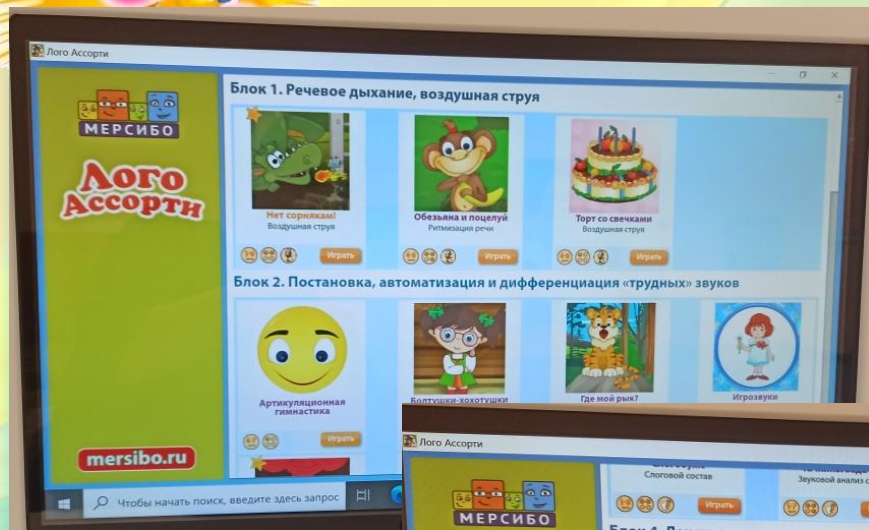 Лого Ассорти
МЕРСИБО
Лого
Ассорти
mersibo.ru
Блок 1. Речевое дыхание, воздушная струя
Нет сорнякам!
Воздушная струя
Играть
Обезьяна и поцелуй
Ритмизация речи
Играть
Торт со свечками
Воздушная струя
Играть
Блок 2. Постановка, автоматизация и дифференциация «трудных» звуков
Артикуляционная
гимнастика
Играть
Болтушки-хохотушки
Где мой рык?
Игрозвуки
Чтобы начать поиск, введите здесь запрос
Лого Ассорти
МЕРСИБО
Слоговой состав
Играть
Звуковой анализ с